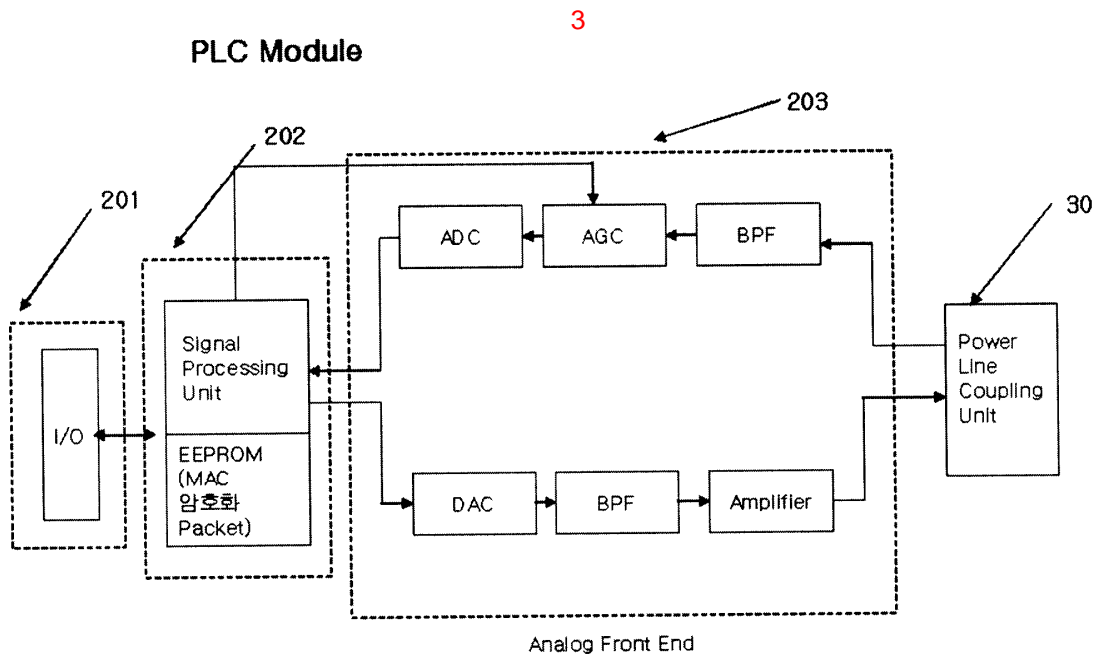 3
PLC Module
203
202
201
30
ADC
AGC
BPF
Signal
Processing
Unit
Power
Line
Coupling
Unit
I/O
EEPROM
(MAC
암호화
Packet)
DAC
BPF
Amplifier
Analog Front End